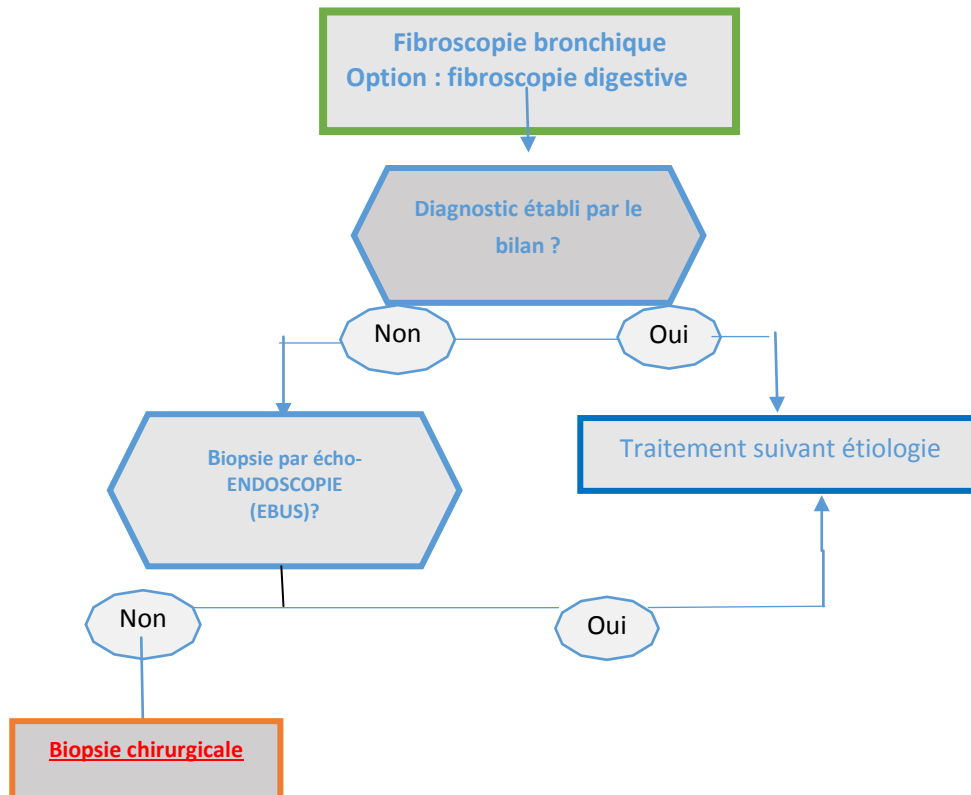 Fibroscopie bronchique
Option : fibroscopie digestive
Diagnostic établi par le
bilan ?
Non
Oui
Biopsie par écho-
ENDOSCOPIE
(EBUS)?
Traitement suivant étiologie
Non
Oui
Biopsie chirurgicale